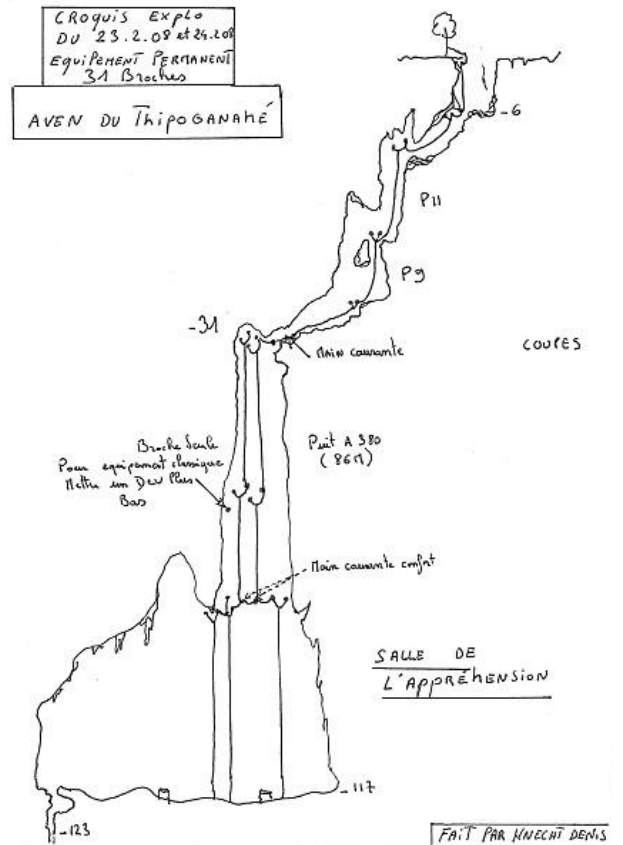 CROQUIS EXPLO
DU 23.2.08 et 24.2.08
EQUIPEMENT PERMANENT
31 Broches
AVEN DU THIPOGANAHÉ
-6
P11
P9
-31
Main courante
COUPES
Broche Seule
Pour equipement classique
Mettre un Dev Plus
Bas
Puit A 380
(86M)
Main courante confort
SALLE DE
L'APPRÉHENSION
-117
-123
FAIT PAR KNECHT DENIS